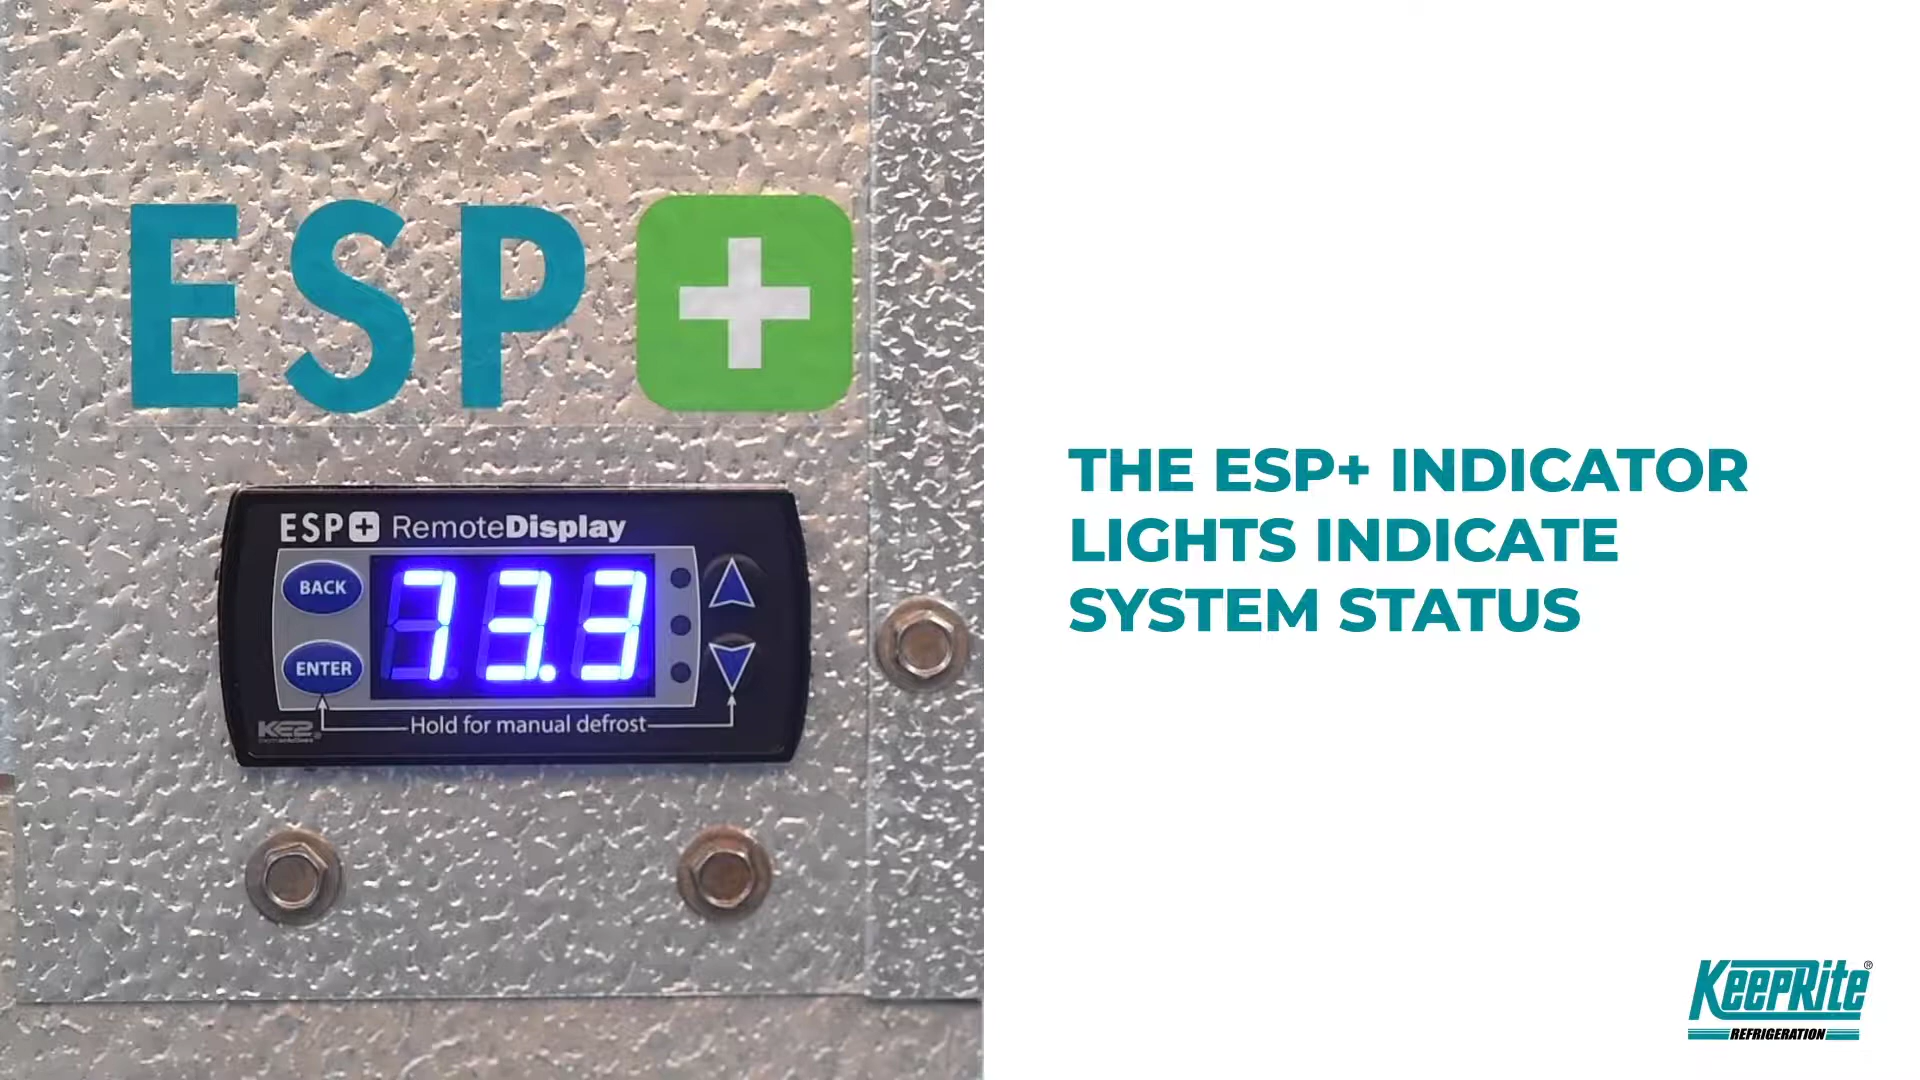 ESP+
ESP+ RemoteDisplay
BACK
73.3
ENTER
KE2
Hold for manual defrost
THE ESP+ INDICATOR
LIGHTS INDICATE
SYSTEM STATUS
KeepRite®
REFRIGERATION